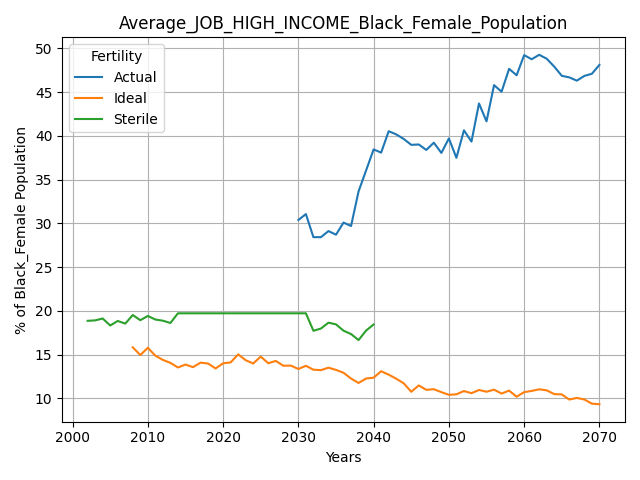 Average_JOB_HIGH_INCOME_Black_Female_Population
Fertility
Actual
Ideal
Sterile
% of Black_Female Population
50
45
40
35
30
25
20
15
10
2000 2010 2020 2030 2040 2050 2060 2070
Years